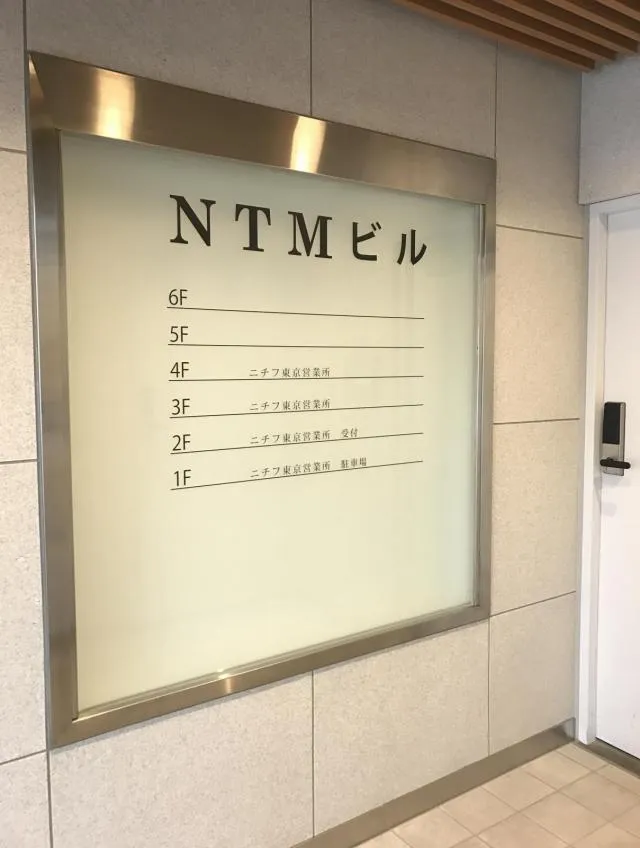 NTMビル
6F
5F
4F ニチフ東京営業所
3F ニチフ東京営業所
2F ニチフ東京営業所 受付
1F ニチフ東京営業所 駐車場